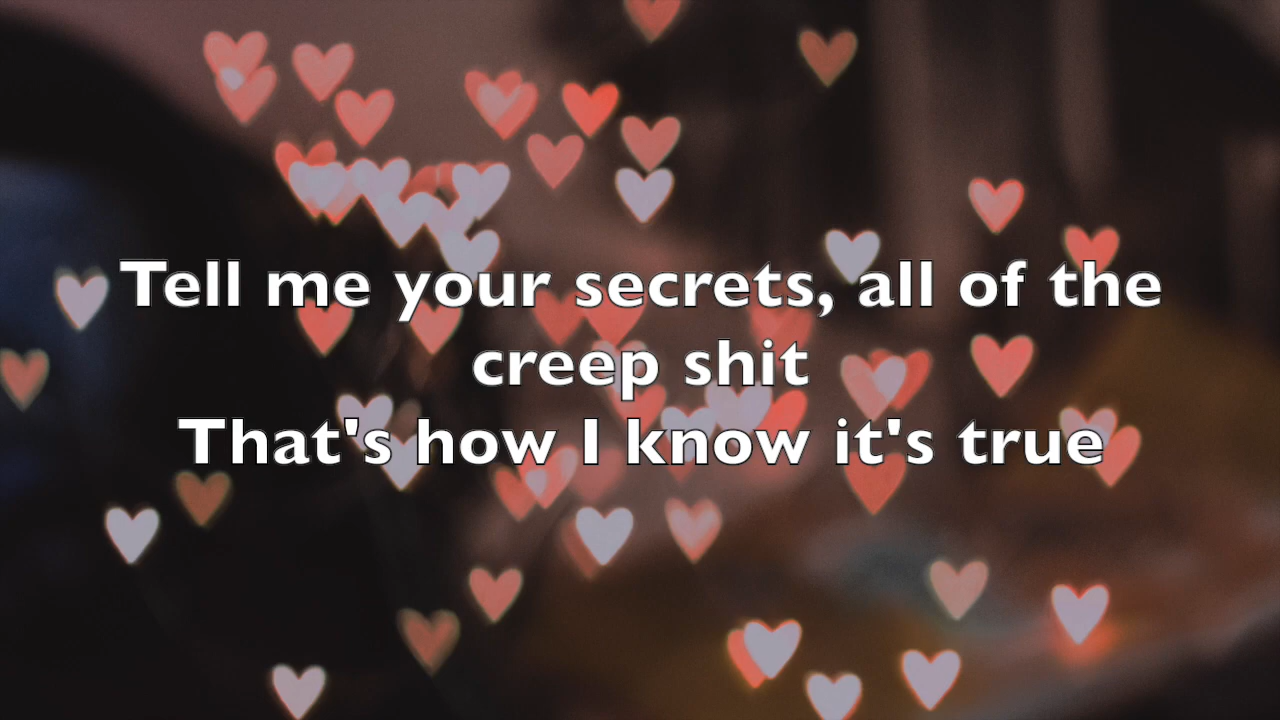 Tell me your secrets, all of the
creep shit
That's how I know it's true